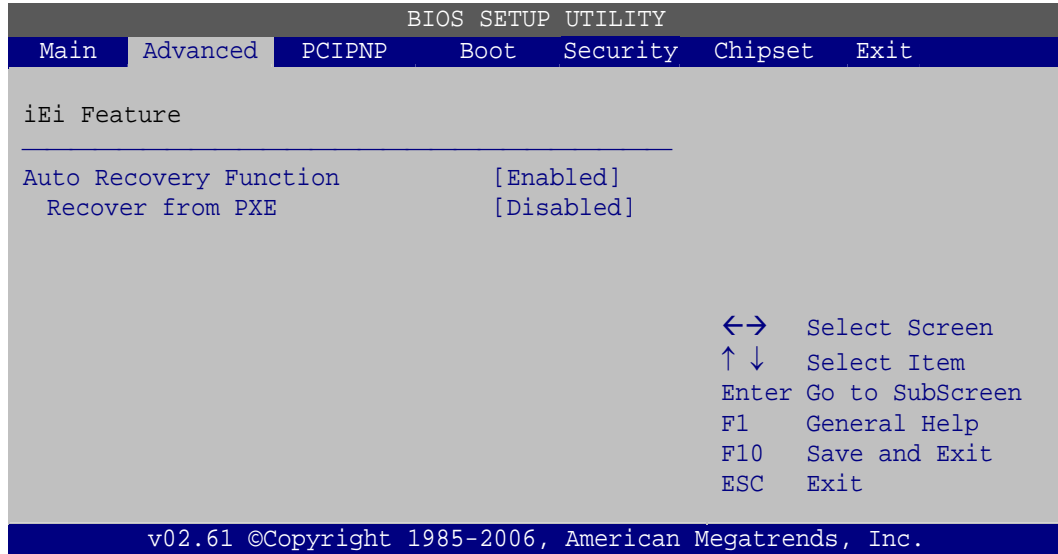 BIOS SETUP UTILITY
Main Advanced PCIPNP Boot Security Chipset Exit
iEi Feature
Auto Recovery Function [Enabled]
Recover from PXE [Disabled]
←→ Select Screen
↑ ↓ Select Item
Enter Go to SubScreen
F1 General Help
F10 Save and Exit
ESC Exit
v02.61 ©Copyright 1985-2006, American Megatrends, Inc.